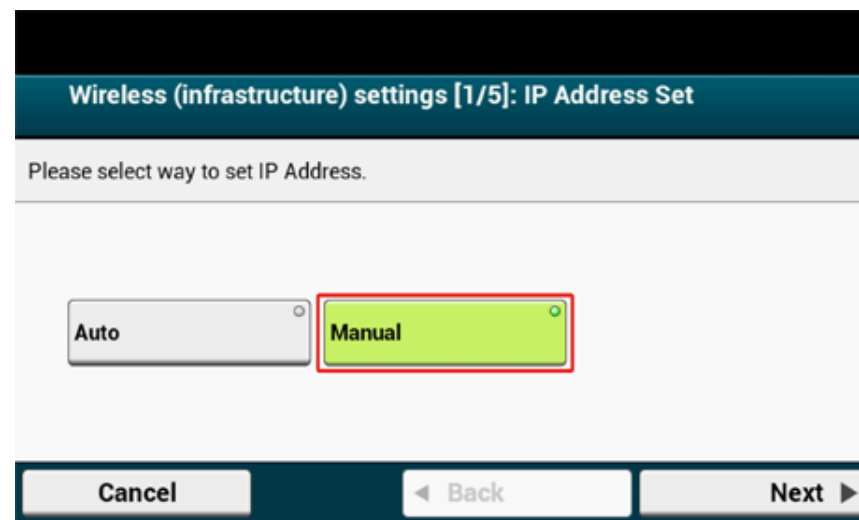 Wireless (infrastructure) settings [1/5]: IP Address Set
Please select way to set IP Address.
Auto
Manual
Cancel
Back
Next